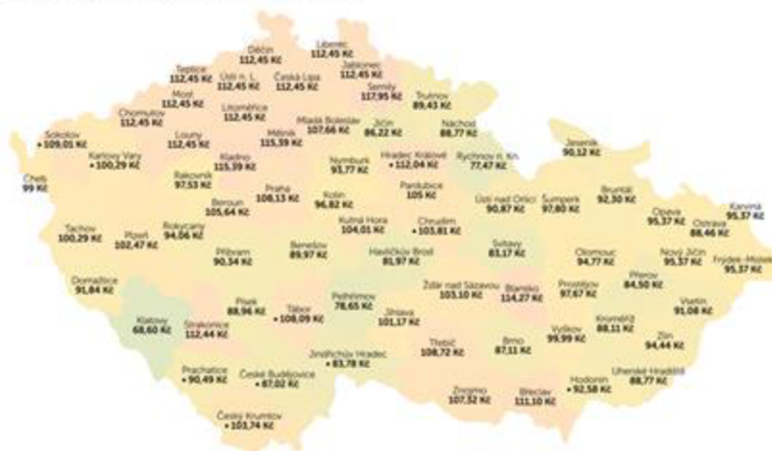 Děčín
112,45 Kč
Liberec
112,45 Kč
Jablonec
112,45 Kč
Teplice
112,45 Kč
Ústí n. L.
112,45 Kč
Česká Lípa
112,45 Kč
Semily
117,95 Kč
Trutnov
89,43 Kč
Most
112,45 Kč
Chomutov
112,45 Kč
Litoměřice
112,45 Kč
Mladá Boleslav
107,66 Kč
Jičín
86,22 Kč
Náchod
88,77 Kč
Sokolov
• 109,01 Kč
Louny
112,45 Kč
Mělník
115,39 Kč
Jeseník
90,12 Kč
Karlovy Vary
• 100,29 Kč
Kladno
115,39 Kč
Nymburk
93,77 Kč
Hradec Králové
• 112,04 Kč
Rychnov n. Kn.
77,47 Kč
Cheb
99 Kč
Rakovník
97,53 Kč
Praha
108,13 Kč
Kolín
96,82 Kč
Pardubice
105 Kč
Ústí nad Orlicí
90,87 Kč
Šumperk
97,80 Kč
Bruntál
92,30 Kč
Beroun
105,64 Kč
Opava
95,37 Kč
Karviná
95,37 Kč
Ostrava
88,46 Kč
Tachov
100,29 Kč
Plzeň
102,47 Kč
Rokycany
94,06 Kč
Kutná Hora
104,01 Kč
Chrudim
• 103,81 Kč
Příbram
90,34 Kč
Benešov
89,97 Kč
Havlíčkův Brod
81,97 Kč
Svitavy
83,17 Kč
Olomouc
94,77 Kč
Nový Jičín
95,37 Kč
Frýdek-Místek
95,37 Kč
Domažlice
91,84 Kč
Přerov
84,50 Kč
Klatovy
68,60 Kč
Strakonice
112,44 Kč
Písek
88,96 Kč
Tábor
• 108,09 Kč
Pelhřimov
78,65 Kč
Jihlava
101,17 Kč
Žďár nad Sázavou
103,10 Kč
Blansko
114,27 Kč
Prostějov
97,67 Kč
Vsetín
91,08 Kč
Kroměříž
88,11 Kč
Vyškov
99,99 Kč
Zlín
94,44 Kč
Třebíč
108,72 Kč
Brno
87,11 Kč
Jindřichův Hradec
• 83,78 Kč
Prachatice
• 90,49 Kč
České Budějovice
• 87,02 Kč
Znojmo
107,32 Kč
Břeclav
111,10 Kč
Hodonín
• 92,58 Kč
Uherské Hradiště
88,77 Kč
Český Krumlov
• 103,74 Kč